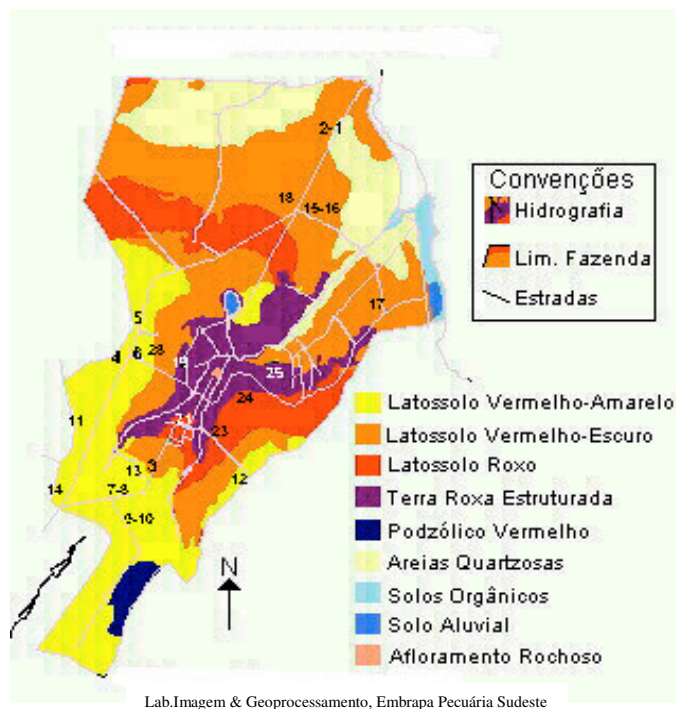 2-1
18
15-16
Convenções
Hidrografia
Lim. Fazenda
Estradas
17
5
4
6
28
19
25
24
11
21
23
13
3
12
14
7-8
9-10
N
Latossolo Vermelho-Amarelo
Latossolo Vermelho-Escuro
Latossolo Roxo
Terra Roxa Estruturada
Podzólico Vermelho
Areias Quartzosas
Solos Orgânicos
Solo Aluvial
Afloramento Rochoso
Lab.Imagem & Geoprocessamento, Embrapa Pecuária Sudeste